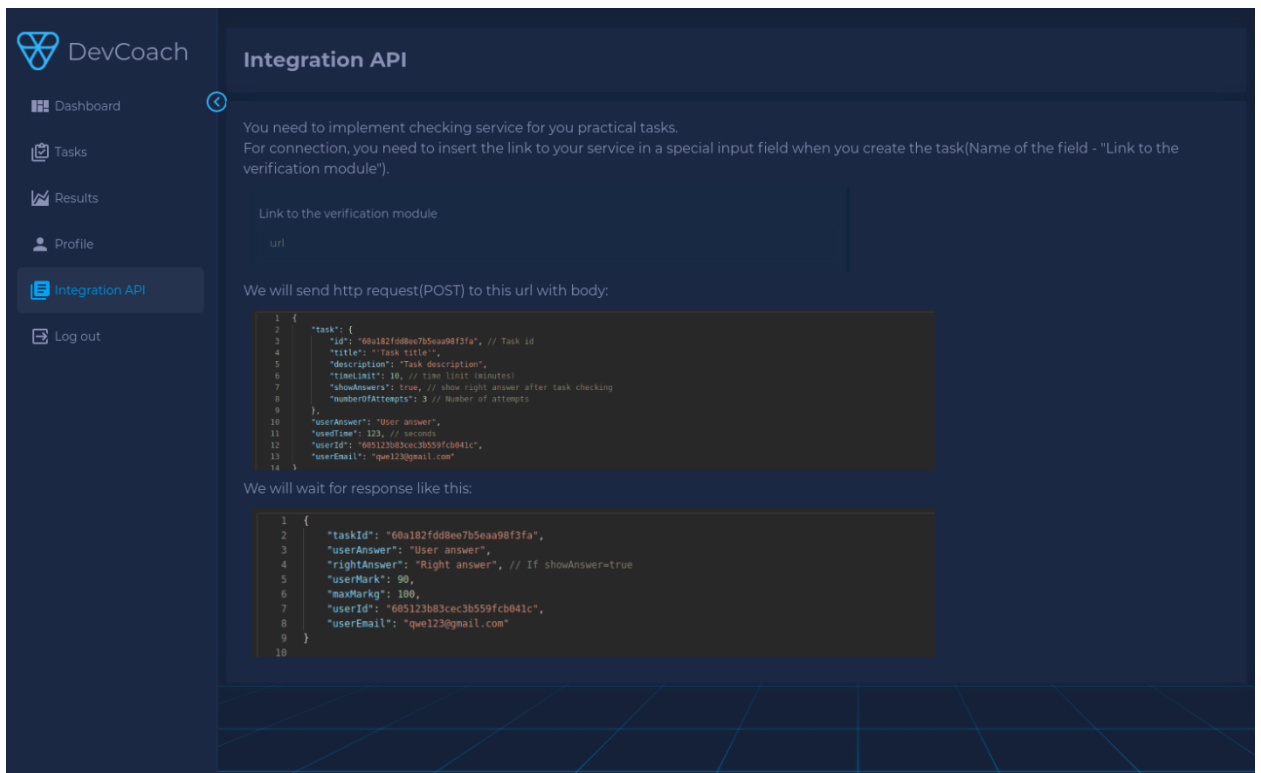 DevCoach
Dashboard
Tasks
Results
Profile
Integration API
Log out
Integration API
You need to implement checking service for you practical tasks.
For connection, you need to insert the link to your service in a special input field when you create the task(Name of the field - "Link to the
verification module").
Link to the verification module
url
We will send http request(POST) to this url with body:
1 {
2 "task": {
3 "id": "60a182fdd8ee7b5eaa98f3fa", // Task id
4 "title": "'Task title'",
5 "description": "Task description",
6 "timeLimit": 10, // time limit (minutes)
7 "showAnswers": true, // show right answer after task checking
8 "numberOfAttempts": 3 // Number of attempts
9 },
10 "userAnswer": "User answer",
11 "usedTime": 123, // seconds
12 "userId": "605123b83cec3b559fcb041c",
13 "userEmail": "qwe123@gmail.com"
14 }
We will wait for response like this:
1 {
2 "taskId": "60a182fdd8ee7b5eaa98f3fa",
3 "userAnswer": "User answer",
4 "rightAnswer": "Right answer", // If showAnswer=true
5 "userMark": 90,
6 "maxMarkg": 100,
7 "userId": "605123b83cec3b559fcb041c",
8 "userEmail": "qwe123@gmail.com"
9 }
10